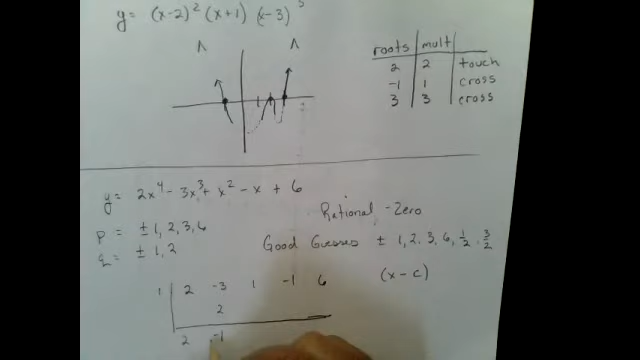 y = (x-2)² (x+1) (x-3)³
roots mult
2 2 touch
-1 1 cross
3 3 cross
y = 2x⁴ - 3x³ + x² - x + 6
Rational-Zero
P = ± 1, 2, 3, 6
q = ± 1, 2
Good Guesses ± 1, 2, 3, 6, 1/2, 3/2
(x - c)
1 2 -3 1 -1 6
2
2 -1